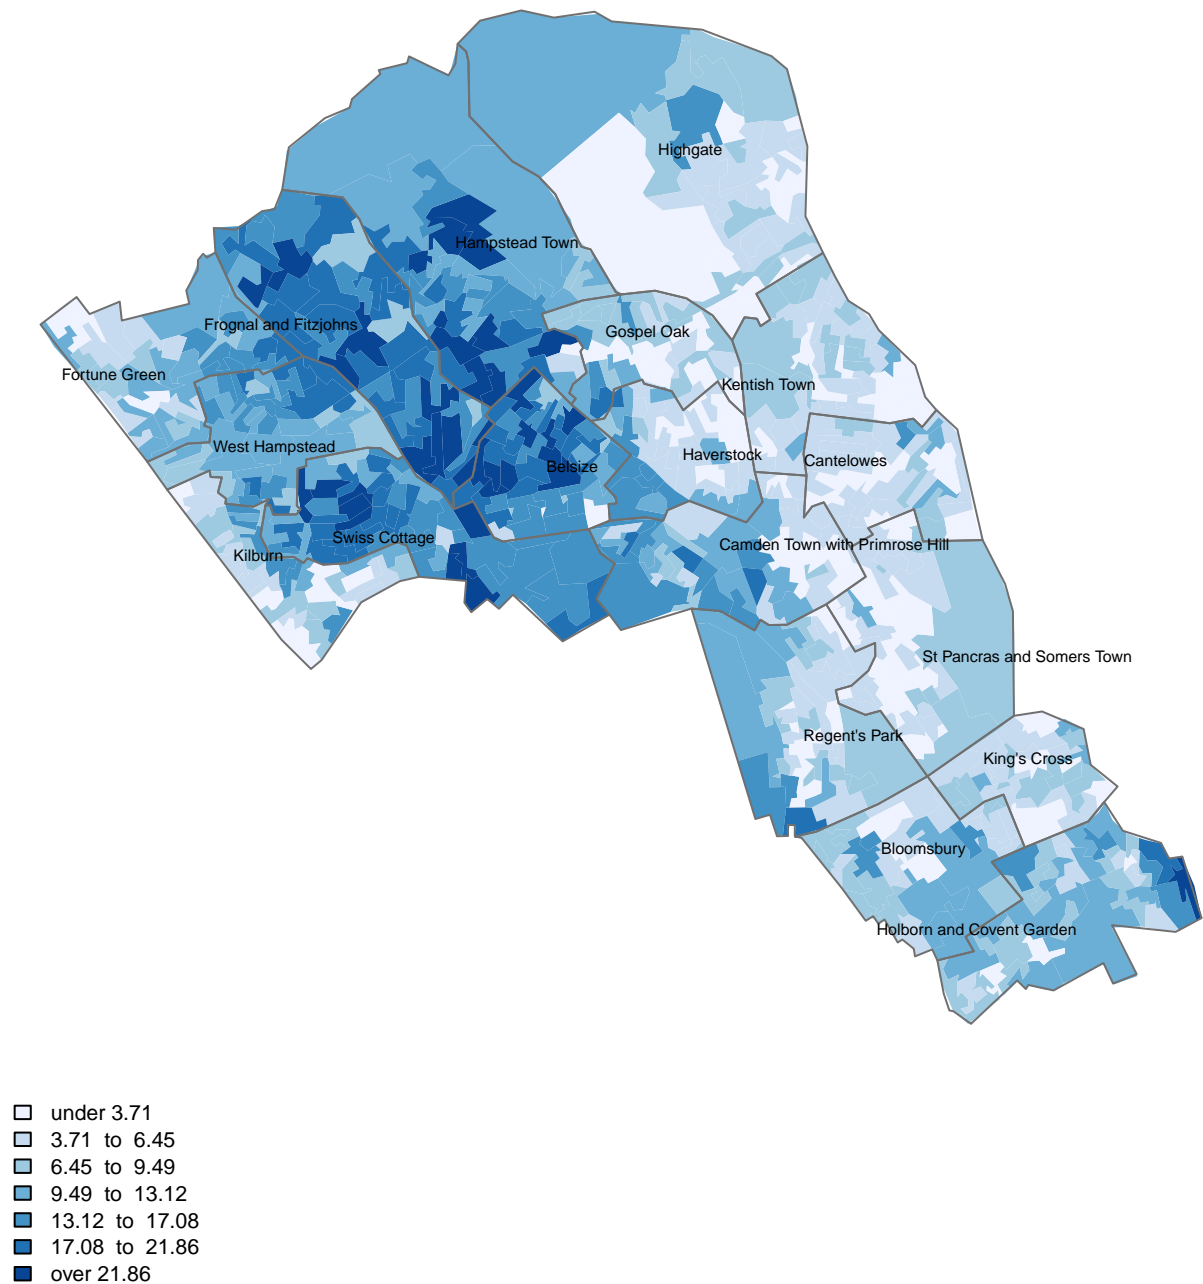 Highgate
Hampstead Town
Frognal and Fitzjohns
Gospel Oak
Fortune Green
Kentish Town
West Hampstead
Haverstock
Cantelowes
Belsize
Swiss Cottage
Camden Town with Primrose Hill
Kilburn
St Pancras and Somers Town
Regent's Park
King's Cross
Bloomsbury
Holborn and Covent Garden
under 3.71
3.71 to 6.45
6.45 to 9.49
9.49 to 13.12
13.12 to 17.08
17.08 to 21.86
over 21.86